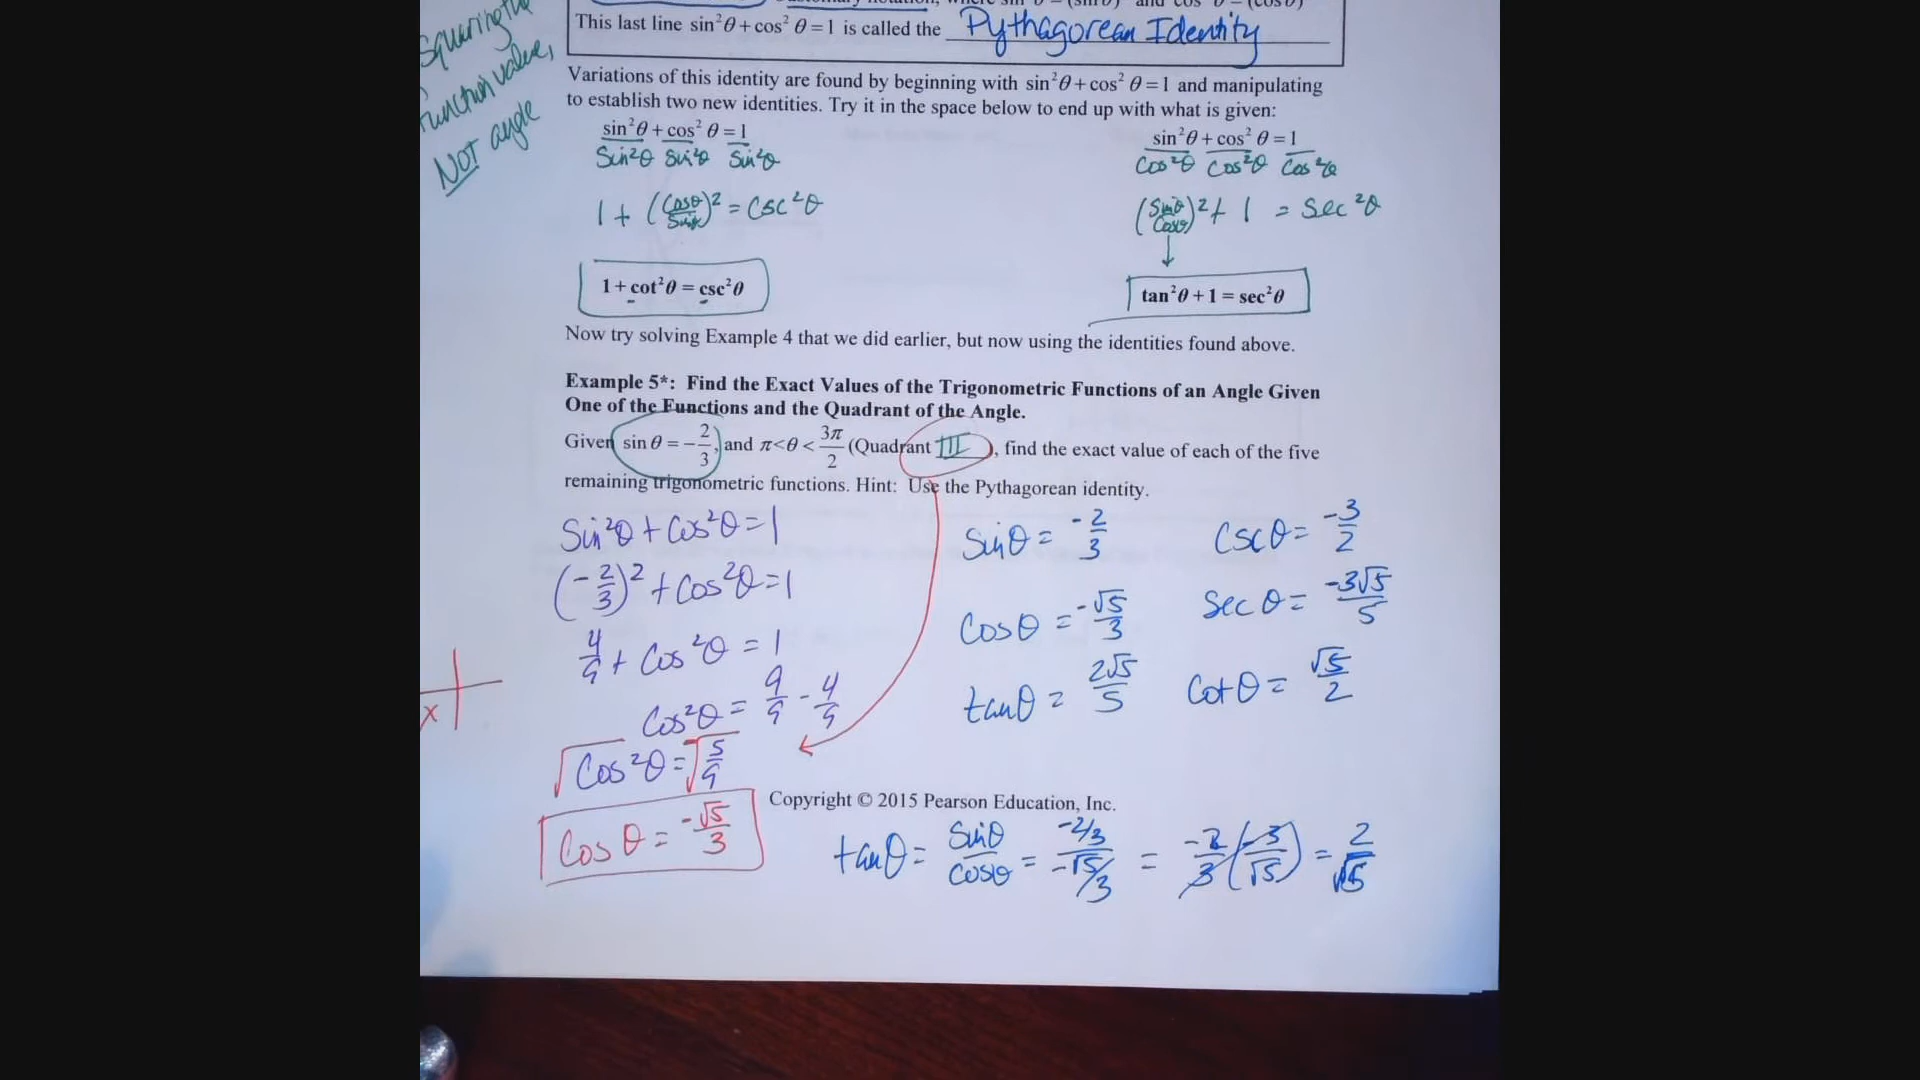 Squaring the
function value,
NOT angle
This last line sin²θ + cos² θ = 1 is called the Pythagorean Identity
Variations of this identity are found by beginning with sin²θ + cos² θ = 1 and manipulating
to establish two new identities. Try it in the space below to end up with what is given:
sin²θ + cos² θ = 1
Sin²θ Sin²θ Sin²θ
1 + (Cosθ/Sinθ)² = Csc²θ
1 + cot²θ = csc²θ
sin²θ + cos² θ = 1
Cos²θ Cos²θ Cos²θ
(Sinθ/Cosθ)² + 1 = Sec²θ
tan²θ + 1 = sec²θ
Now try solving Example 4 that we did earlier, but now using the identities found above.
Example 5*: Find the Exact Values of the Trigonometric Functions of an Angle Given
One of the Functions and the Quadrant of the Angle.
Given sin θ = -2/3, and π<θ < 3π/2 (Quadrant III), find the exact value of each of the five
remaining trigonometric functions. Hint: Use the Pythagorean identity.
Sin²θ + Cos²θ = 1
(-2/3)² + Cos²θ = 1
4/9 + Cos²θ = 1
Cos²θ = 9/9 - 4/9
√Cos²θ = -√5/9
Cos θ = -√5/3
x
Sinθ = -2/3
Cscθ = -3/2
Cosθ = -√5/3
Sec θ = -3√5/5
tanθ = 2√5/5
Cotθ = √5/2
Copyright © 2015 Pearson Education, Inc.
tanθ = Sinθ/Cosθ = -2/3/-√5/3 = -2/3(-3/√5) = 2/√5